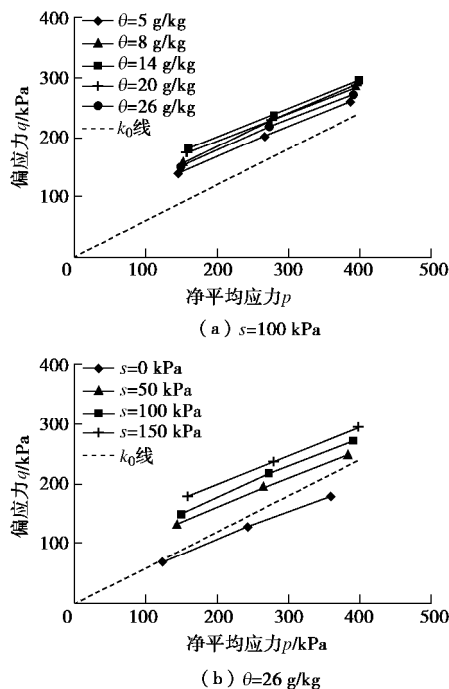 400
θ=5 g/kg
θ=8 g/kg
θ=14 g/kg
θ=20 g/kg
θ=26 g/kg
k₀线
300
200
100
偏应力q/kPa
0
100
200
300
400
500
净平均应力p
(a) s=100 kPa
400
s=0 kPa
s=50 kPa
s=100 kPa
s=150 kPa
k₀线
300
200
100
偏应力q/kPa
0
100
200
300
400
500
净平均应力p/kPa
(b) θ=26 g/kg